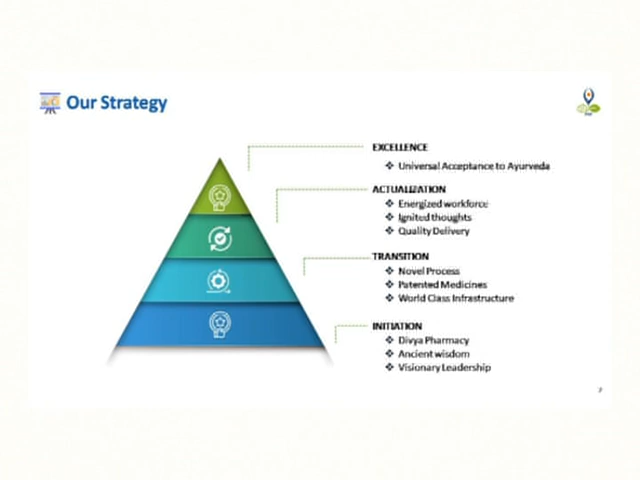 Our Strategy
EXCELLENCE
❖ Universal Acceptance to Ayurveda
ACTUALIZATION
❖ Energized workforce
❖ Ignited thoughts
❖ Quality Delivery
TRANSITION
❖ Novel Process
❖ Patented Medicines
❖ World Class Infrastructure
INITIATION
❖ Divya Pharmacy
❖ Ancient wisdom
❖ Visionary Leadership